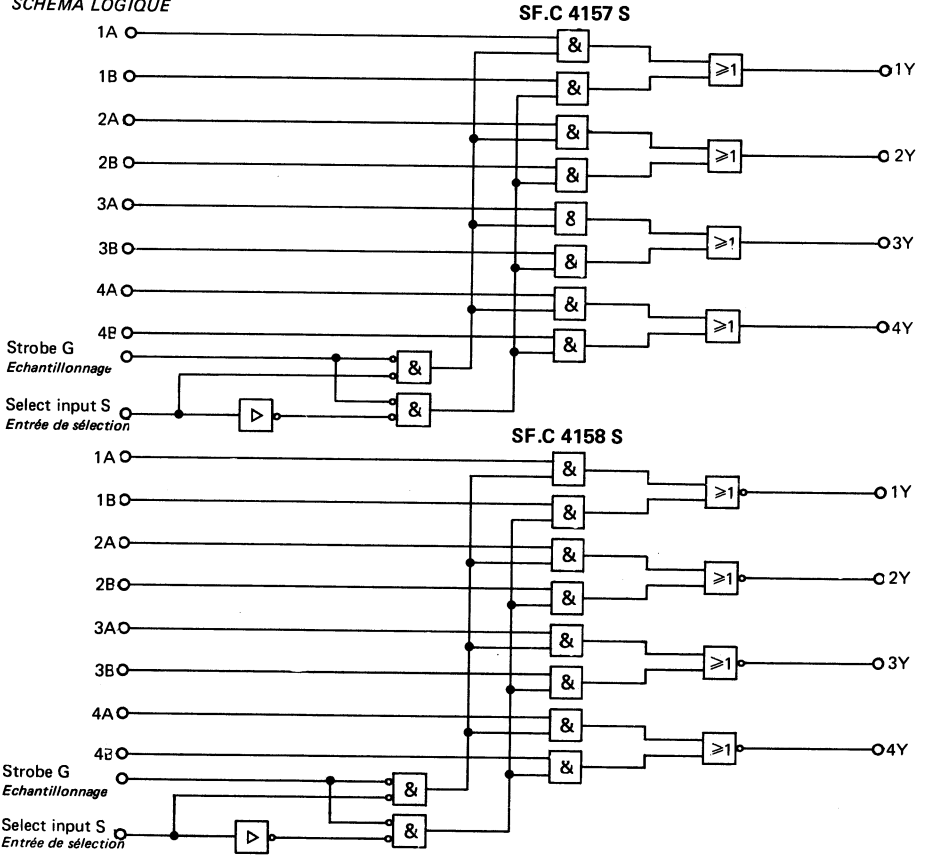 SCHEMA LOGIQUE
SF.C 4157 S
1A
&
1B
&
≥1
1Y
2A
&
2B
&
≥1
2Y
3A
&
3B
&
≥1
3Y
4A
&
4B
&
≥1
4Y
Strobe G
Echantillonnage
&
Select input S
Entrée de sélection
&
SF.C 4158 S
1A
&
1B
&
≥1
1Y
2A
&
2B
&
≥1
2Y
3A
&
3B
&
≥1
3Y
4A
&
4B
&
≥1
4Y
Strobe G
Echantillonnage
&
Select input S
Entrée de sélection
&